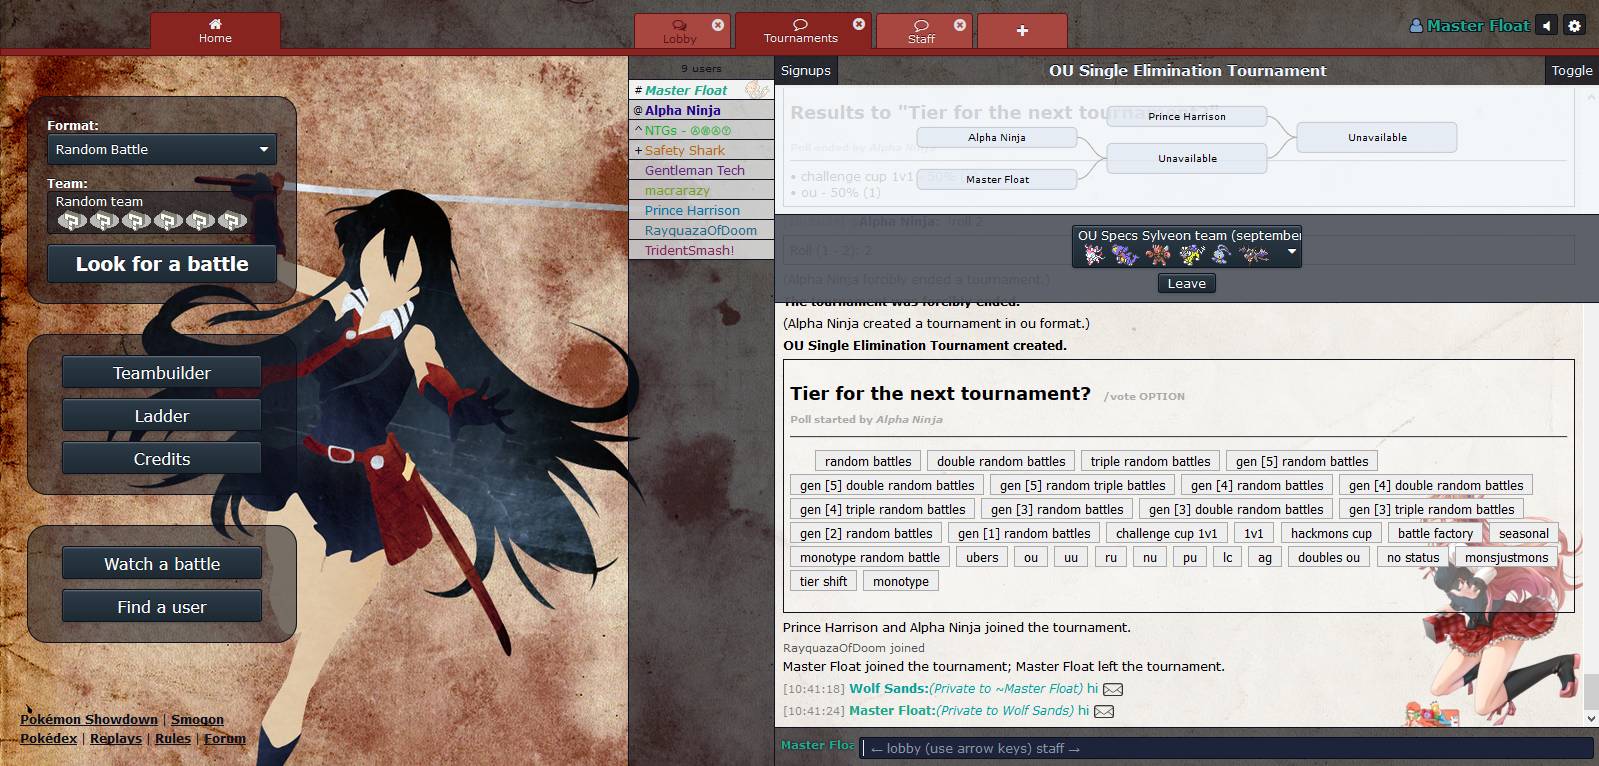 Home
Lobby
Tournaments
Staff
+
Master Float
Format:
Random Battle
Team:
Random team
Look for a battle
Teambuilder
Ladder
Credits
Watch a battle
Find a user
Pokémon Showdown | Smogon
Pokédex | Replays | Rules | Forum
9 users
#Master Float
@Alpha Ninja
^NTGs -
+Safety Shark
Gentleman Tech
macrarazy
Prince Harrison
RayquazaOfDoom
TridentSmash!
Signups
OU Single Elimination Tournament
Toggle
Results to "Tier for the next tournament?"
Poll ended by Alpha Ninja
• challenge cup 1v1 - 50%
• ou - 50% (1)
Prince Harrison
Alpha Ninja
Unavailable
Unavailable
Master Float
Alpha Ninja: !roll 2
OU Specs Sylveon team (september
Roll (1 - 2): 2
(Alpha Ninja forcibly ended a tournament.)
Leave
The tournament was forcibly ended.
(Alpha Ninja created a tournament in ou format.)
OU Single Elimination Tournament created.
Tier for the next tournament? /vote OPTION
Poll started by Alpha Ninja
random battles double random battles triple random battles gen [5] random battles
gen [5] double random battles gen [5] random triple battles gen [4] random battles gen [4] double random battles
gen [4] triple random battles gen [3] random battles gen [3] double random battles gen [3] triple random battles
gen [2] random battles gen [1] random battles challenge cup 1v1 1v1 hackmons cup battle factory seasonal
monotype random battle ubers ou uu ru nu pu lc ag doubles ou no status monsjustmons
tier shift monotype
Prince Harrison and Alpha Ninja joined the tournament.
RayquazaOfDoom joined
Master Float joined the tournament; Master Float left the tournament.
[10:41:18] Wolf Sands:(Private to ~Master Float) hi
[10:41:24] Master Float:(Private to Wolf Sands) hi
Master Floa
← lobby (use arrow keys) staff →